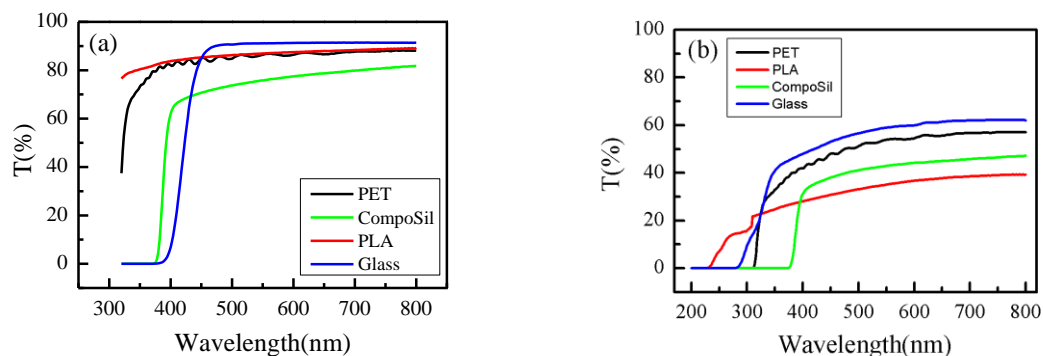 (a)
100
80
60
40
20
0
T(%)
300 400 500 600 700 800
Wavelength(nm)
PET
CompoSil
PLA
Glass
(b)
100
80
60
40
20
0
T(%)
200 300 400 500 600 700 800
Wavelength(nm)
PET
PLA
CompoSil
Glass